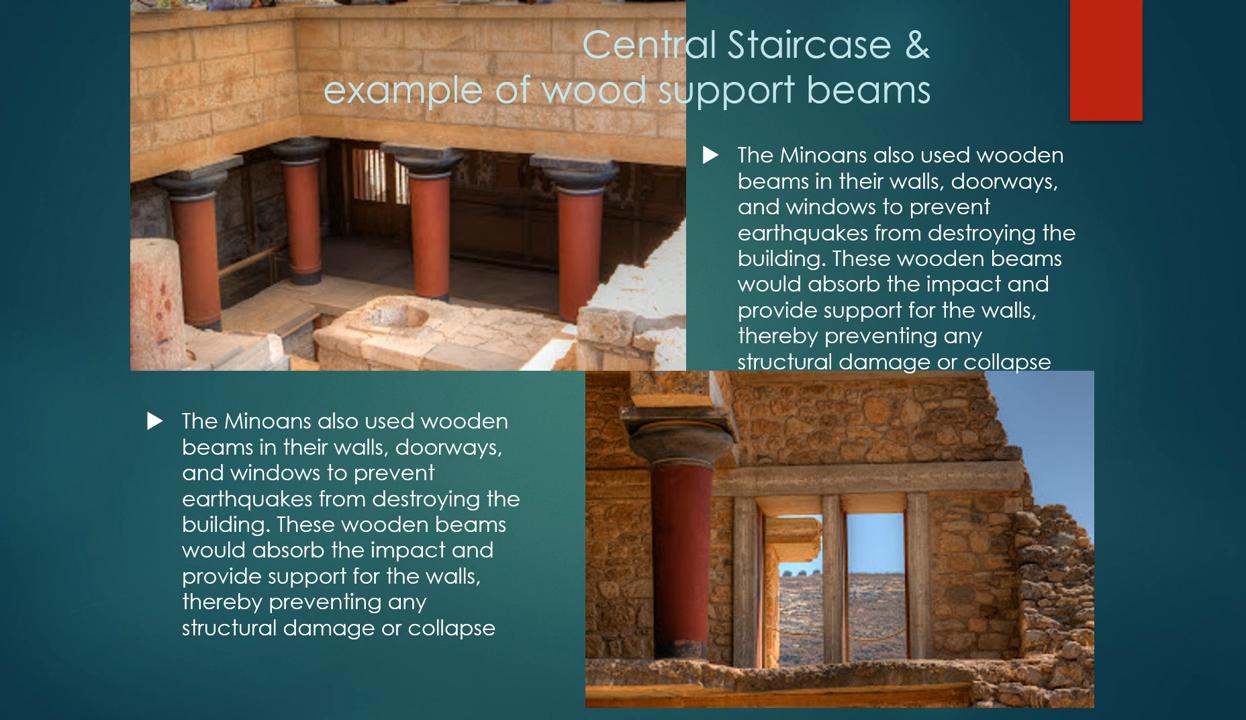 Central Staircase &
example of wood support beams
The Minoans also used wooden
beams in their walls, doorways,
and windows to prevent
earthquakes from destroying the
building. These wooden beams
would absorb the impact and
provide support for the walls,
thereby preventing any
structural damage or collapse
The Minoans also used wooden
beams in their walls, doorways,
and windows to prevent
earthquakes from destroying the
building. These wooden beams
would absorb the impact and
provide support for the walls,
thereby preventing any
structural damage or collapse